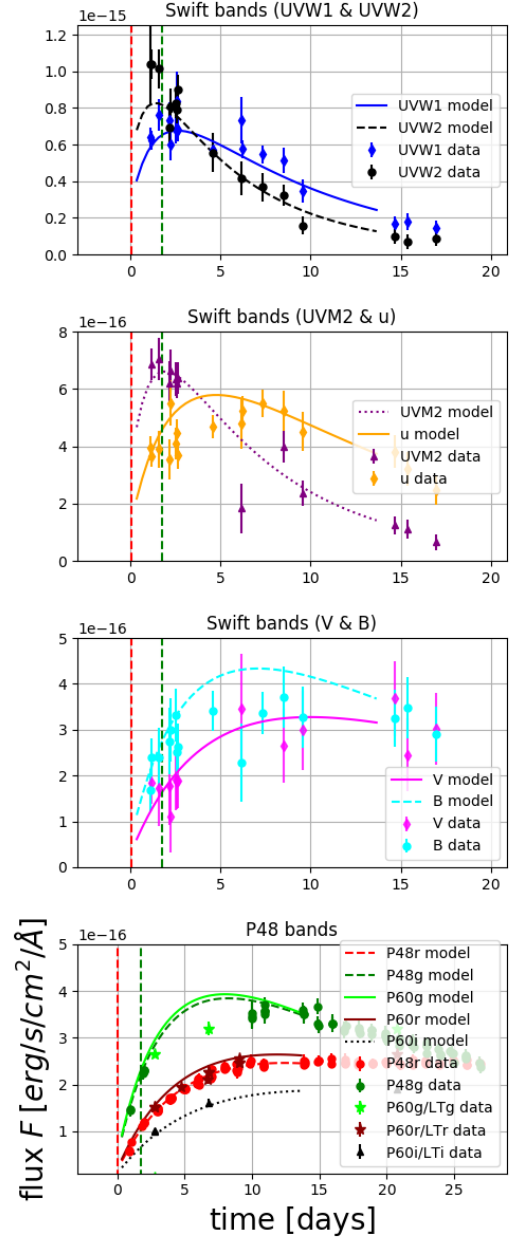 Swift bands (UVW1 & UVW2)
1e−15
1.2
1.0
0.8
0.6
0.4
0.2
0.0
UVW1 model
UVW2 model
UVW1 data
UVW2 data
0 5 10 15 20
Swift bands (UVM2 & u)
1e−16
8
6
4
2
0
UVM2 model
u model
UVM2 data
u data
0 5 10 15 20
Swift bands (V & B)
1e−16
5
4
3
2
1
0
V model
B model
V data
B data
0 5 10 15 20
P48 bands
1e−16
5
4
3
2
1
P48r model
P48g model
P60g model
P60r model
P60i model
P48r data
P48g data
P60g/LTg data
P60r/LTr data
P60i/LTi data
0 5 10 15 20 25
flux F [erg/s/cm²/Å]
time [days]